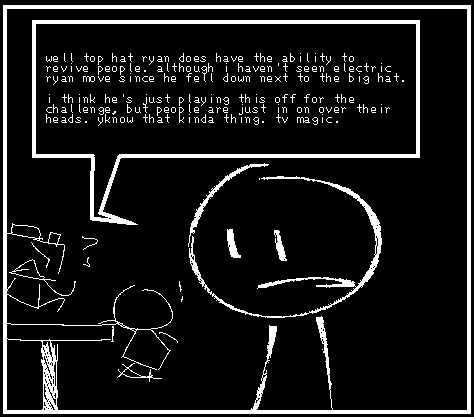 well top hat ryan does have the ability to
revive people. although i haven't seen electric
ryan move since he fell down next to the big hat.
i think he's just playing this off for the
challenge, but people are just in on over their
heads. yknow that kinda thing. tv magic.